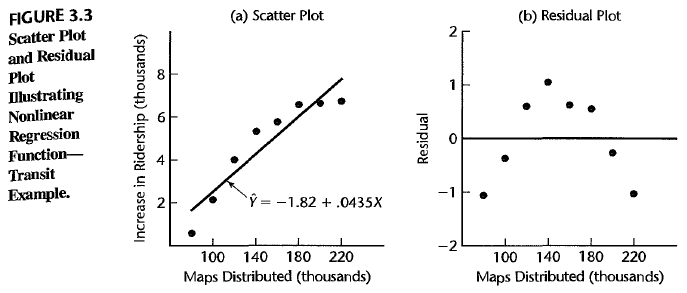 FIGURE 3.3
Scatter Plot
and Residual
Plot
Illustrating
Nonlinear
Regression
Function—
Transit
Example.
(a) Scatter Plot
Increase in Ridership (thousands)
8
6
4
2
Ŷ = −1.82 + .0435X
100 140 180 220
Maps Distributed (thousands)
(b) Residual Plot
Residual
2
1
0
−1
−2
100 140 180 220
Maps Distributed (thousands)